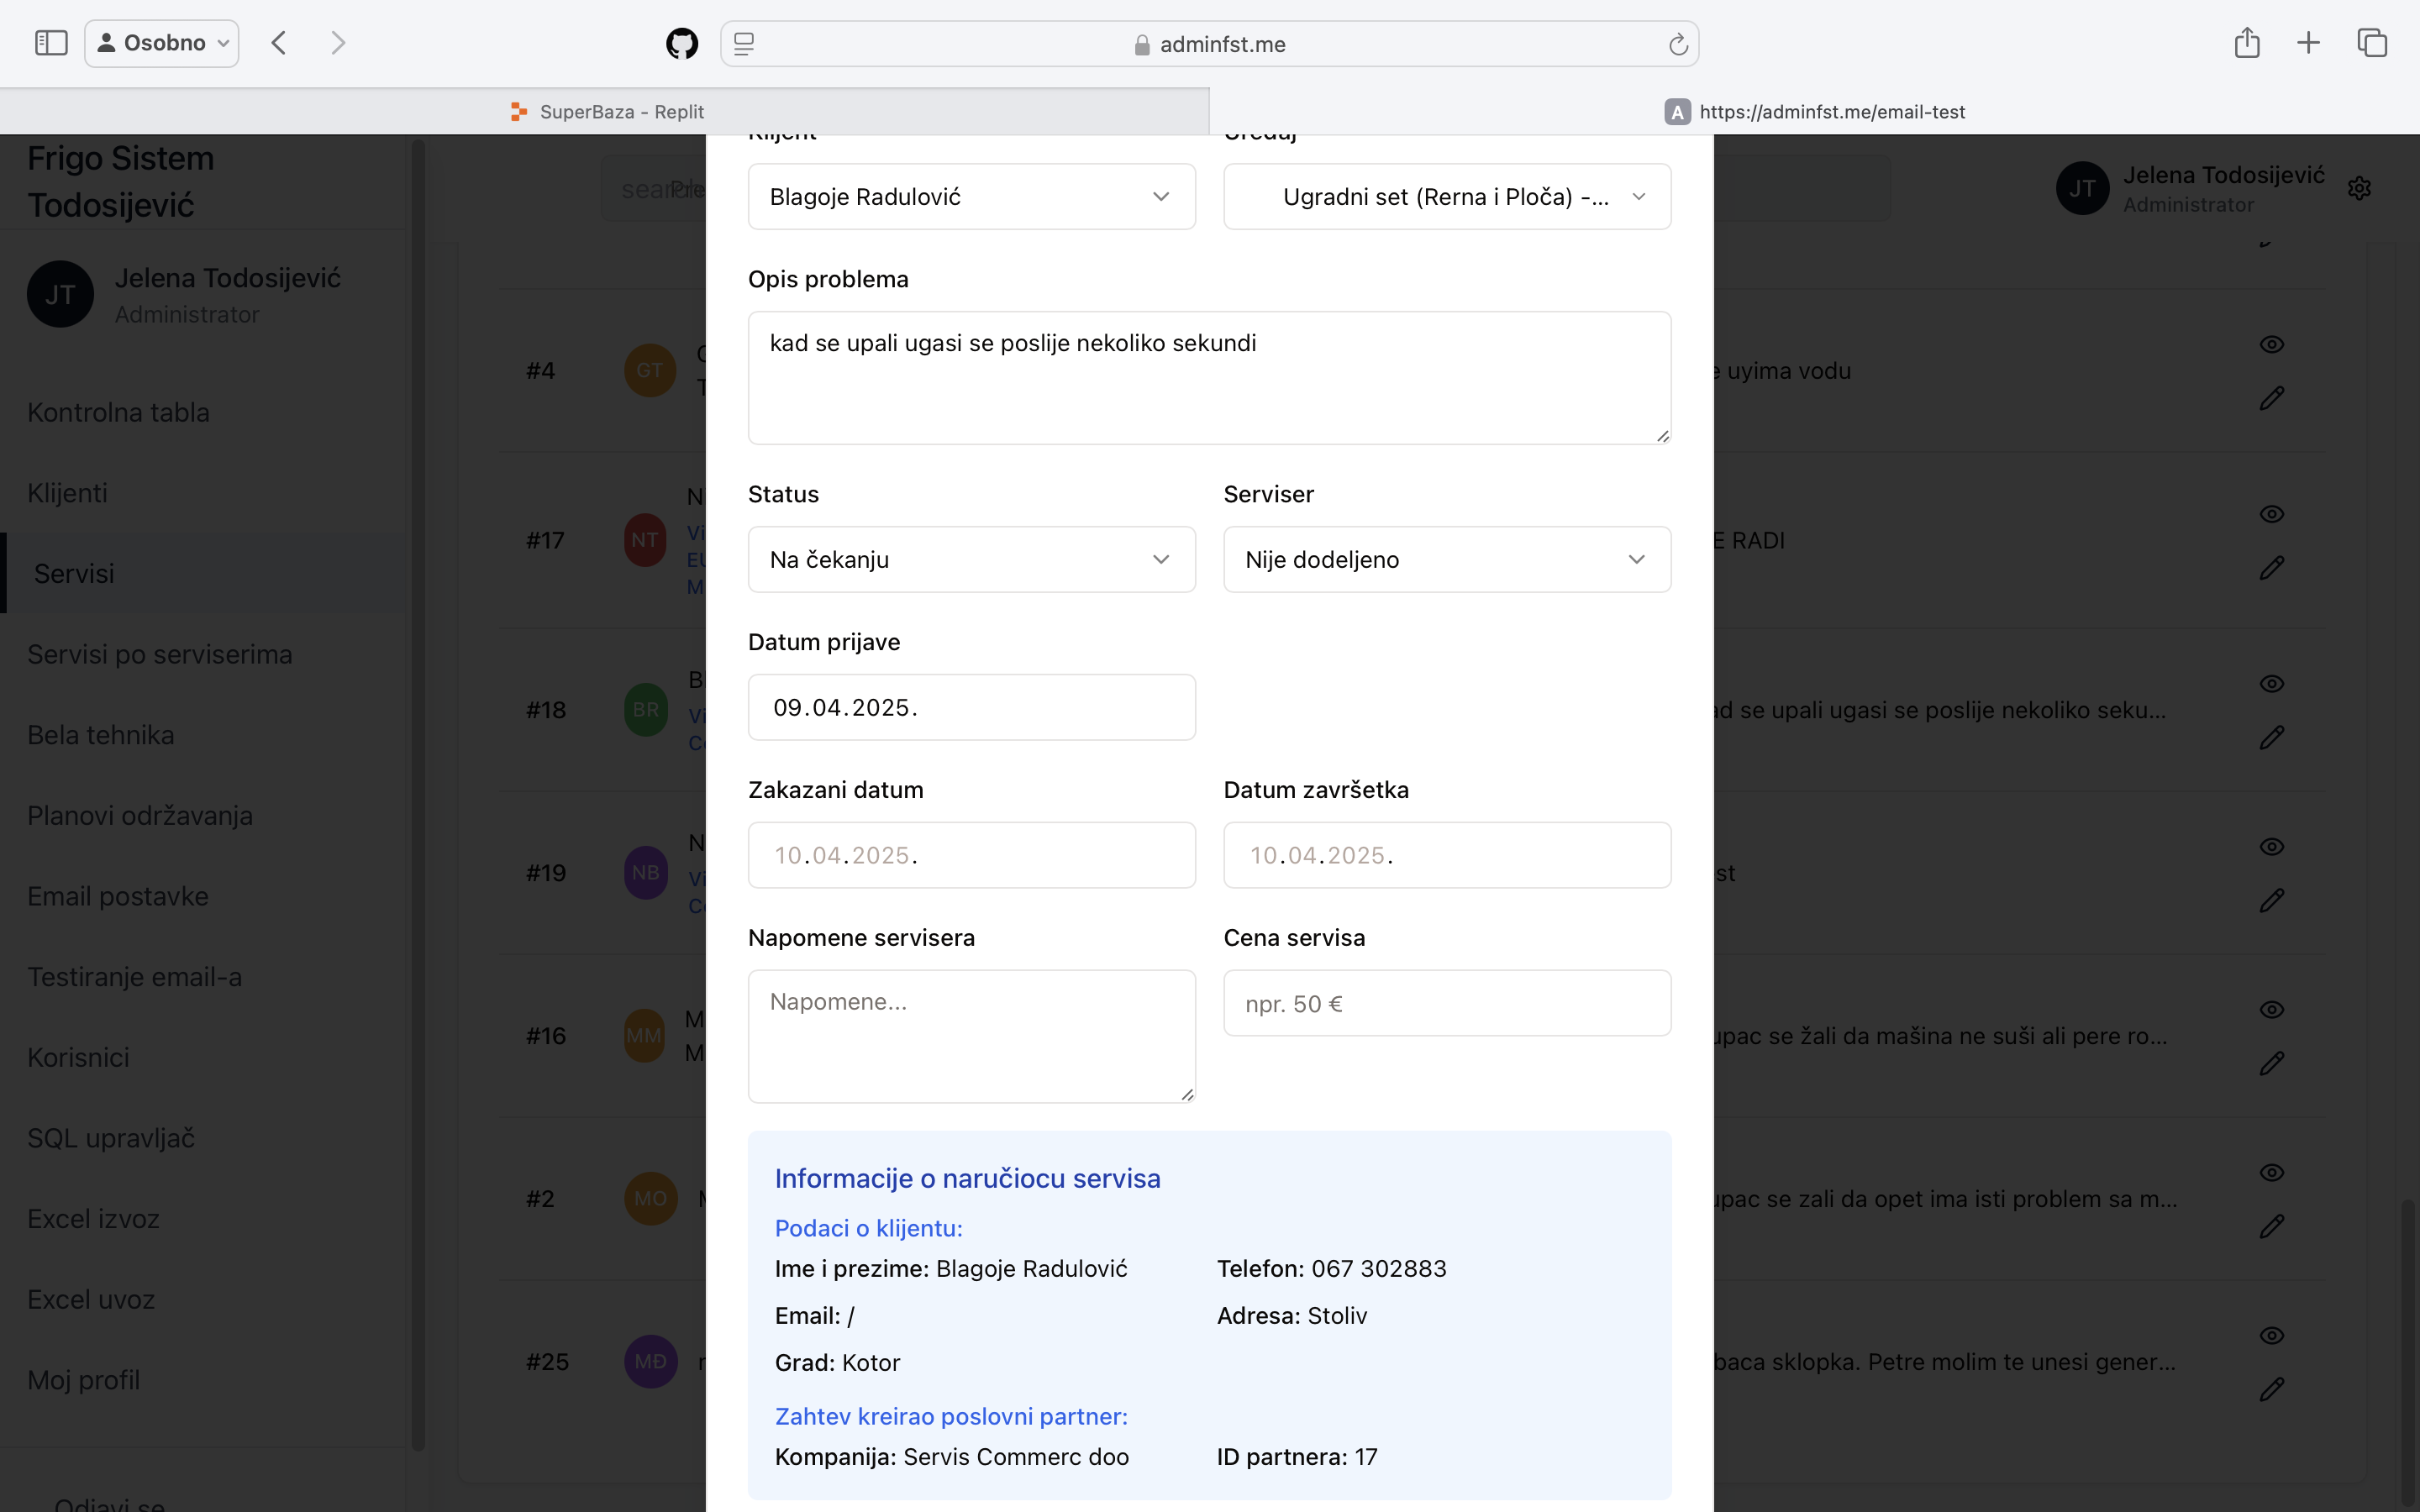 Osobno
adminfst.me
SuperBaza - Replit
A https://adminfst.me/email-test
Frigo Sistem
Todosijević
JT
Jelena Todosijević
Administrator
Kontrolna tabla
Klijenti
Servisi
Servisi po serviserima
Bela tehnika
Planovi održavanja
Email postavke
Testiranje email-a
Korisnici
SQL upravljač
Excel izvoz
Excel uvoz
Moj profil
Odjavi se
JT
Jelena Todosijević
Administrator
#4
GT
#17
NT
#18
BR
#19
NB
#16
MM
#2
MO
#25
MĐ
Klijent
Uređaj
Blagoje Radulović
Ugradni set (Rerna i Ploča) -...
Opis problema
kad se upali ugasi se poslije nekoliko sekundi
Status
Serviser
Na čekanju
Nije dodeljeno
Datum prijave
09.04.2025.
Zakazani datum
Datum završetka
10.04.2025.
10.04.2025.
Napomene servisera
Cena servisa
Napomene...
npr. 50 €
Informacije o naručiocu servisa
Podaci o klijentu:
Ime i prezime: Blagoje Radulović
Telefon: 067 302883
Email: /
Adresa: Stoliv
Grad: Kotor
Zahtev kreirao poslovni partner:
Kompanija: Servis Commerc doo
ID partnera: 17
uyima vodu
RADI
se upali ugasi se poslije nekoliko seku...
se žali da mašina ne suši ali pere ro...
se zali da opet ima isti problem sa m...
sklopka. Petre molim te unesi gener...